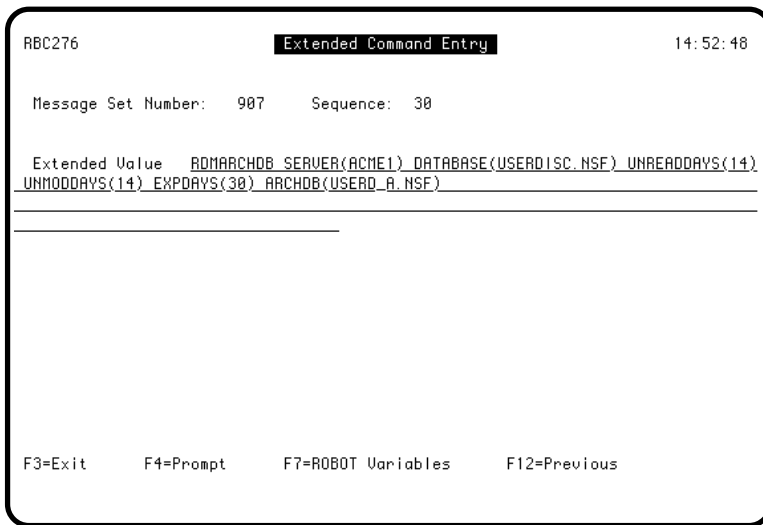 RBC276 Extended Command Entry 14:52:48
Message Set Number: 907 Sequence: 30
Extended Value RDMARCHDB SERVER(ACME1) DATABASE(USERDISC.NSF) UNREADDAYS(14)
UNMODDAYS(14) EXPDAYS(30) ARCHDB(USERD_A.NSF)
F3=Exit F4=Prompt F7=ROBOT Variables F12=Previous